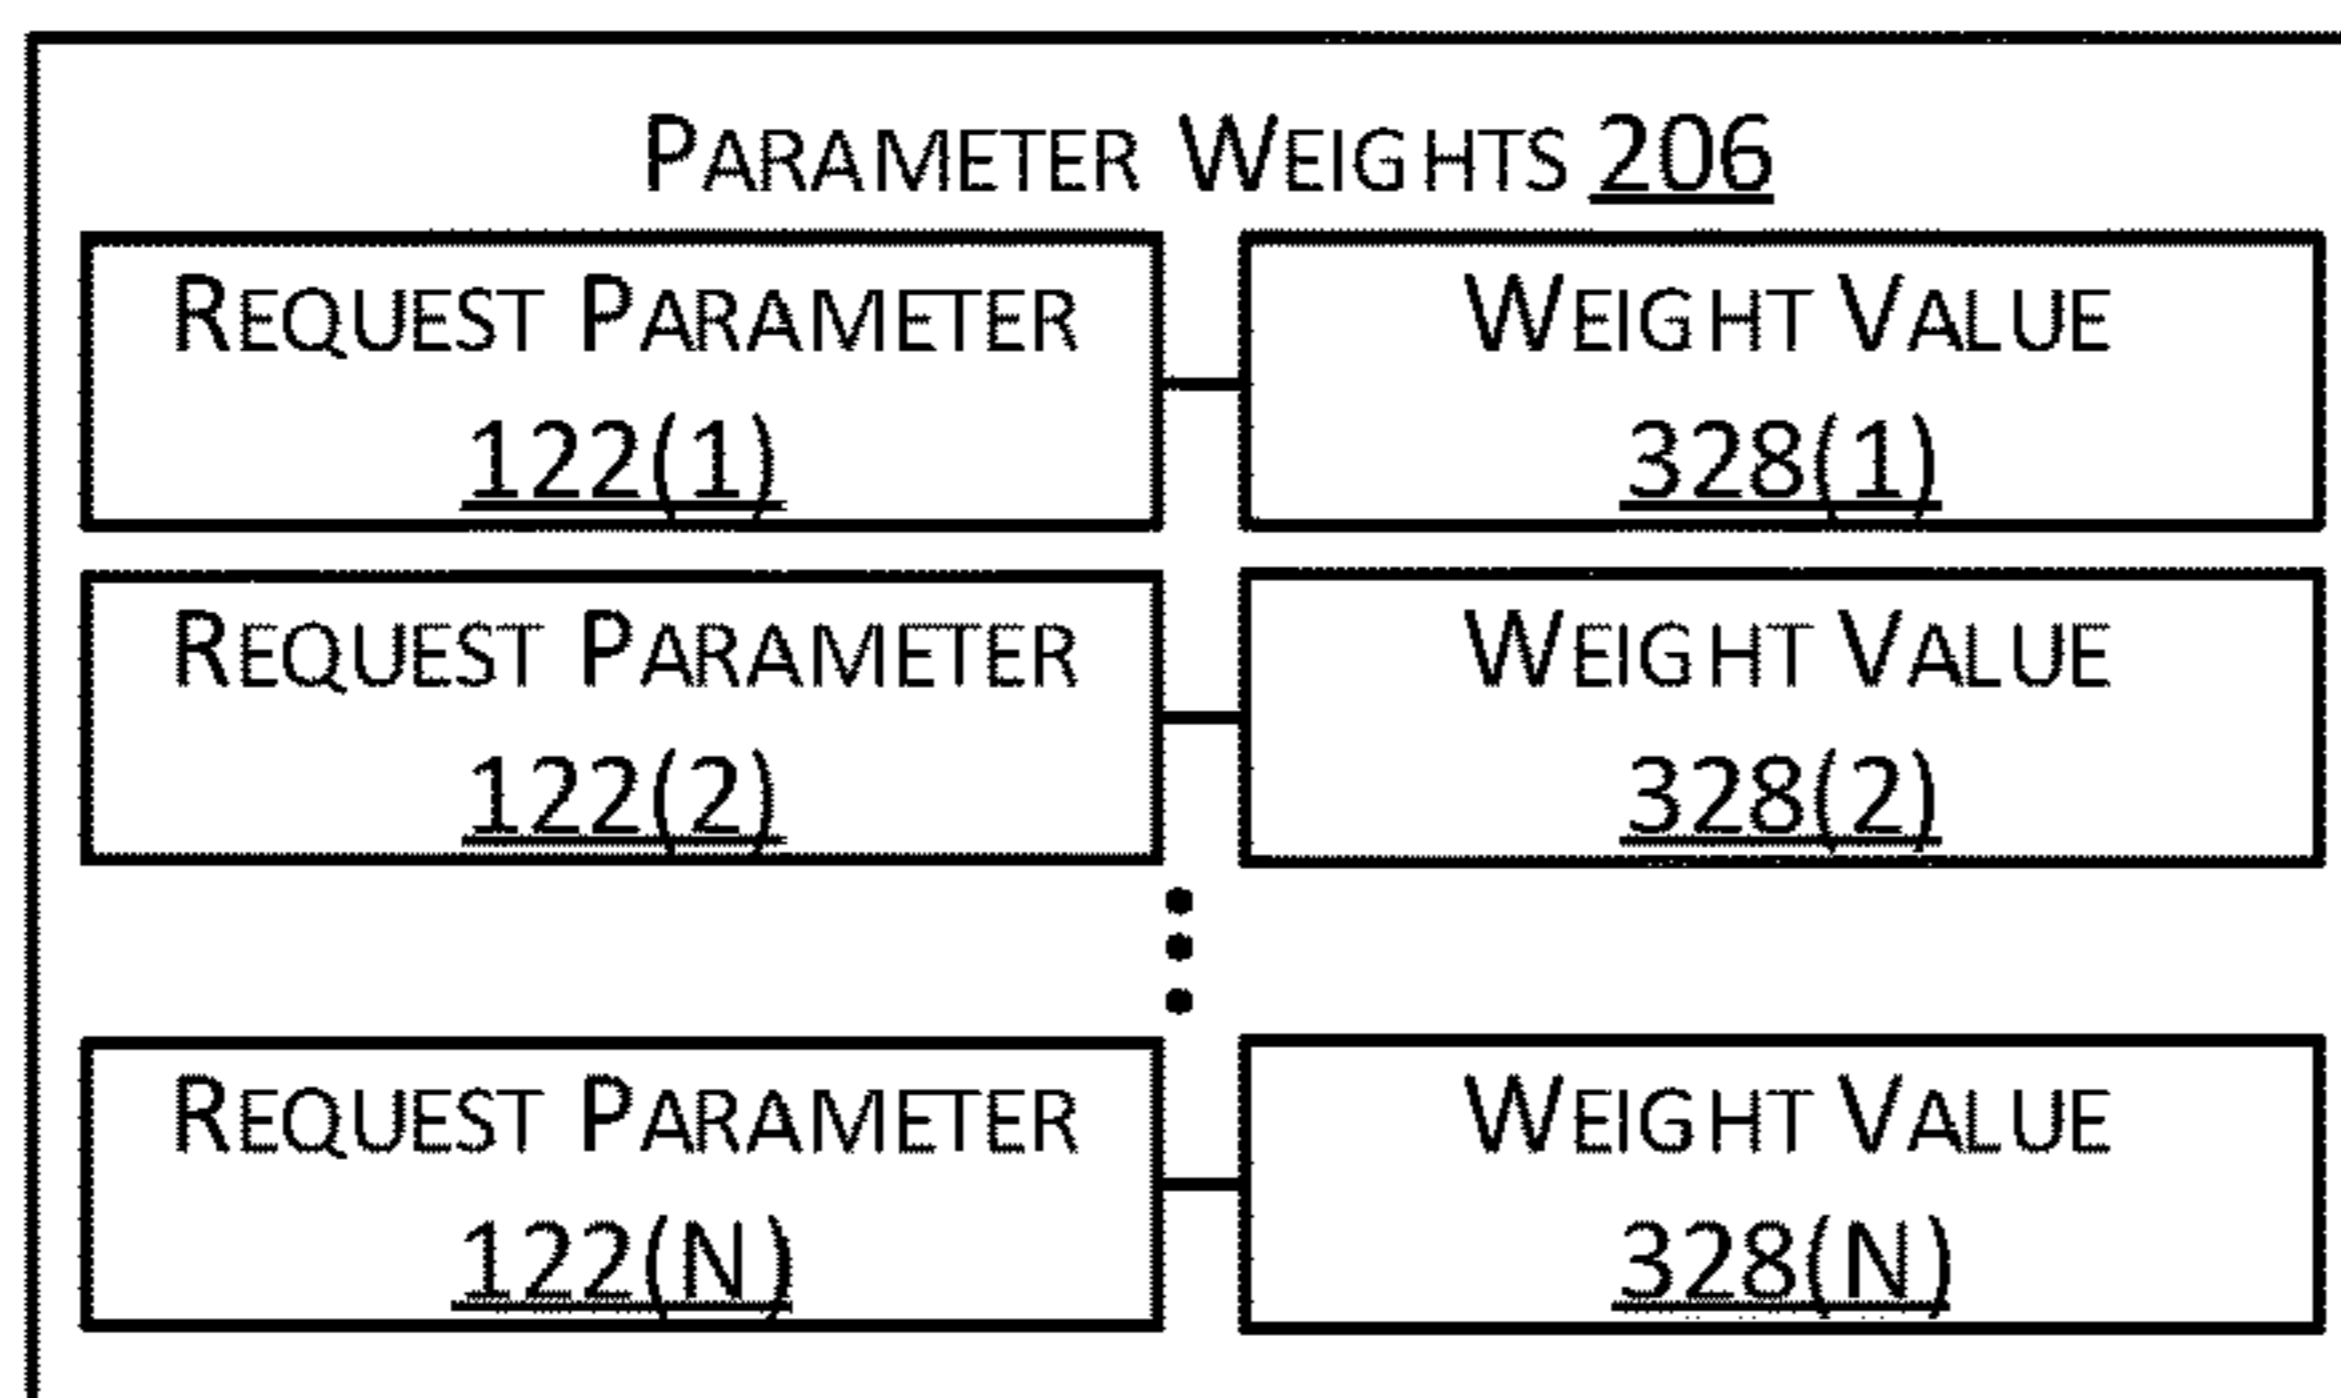 PARAMETER WEIGHTS 206
REQUEST PARAMETER
122(1)
WEIGHT VALUE
328(1)
REQUEST PARAMETER
122(2)
WEIGHT VALUE
328(2)
REQUEST PARAMETER
122(N)
WEIGHT VALUE
328(N)